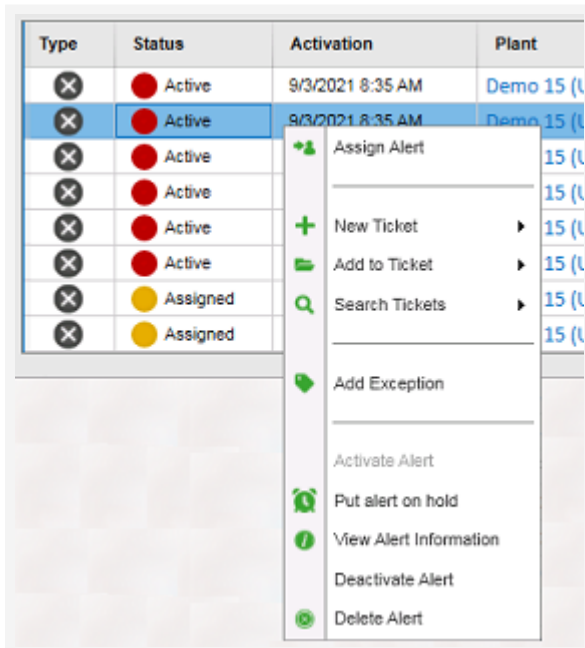 Type Status Activation Plant
Active 9/3/2021 8:35 AM Demo 15 (U
Active 9/3/2021 8:35 AM Demo 15 (U
Active 15 (U
Active 15 (U
Active 15 (U
Active 15 (U
Assigned 15 (U
Assigned 15 (U
Assign Alert
New Ticket
Add to Ticket
Search Tickets
Add Exception
Activate Alert
Put alert on hold
View Alert Information
Deactivate Alert
Delete Alert